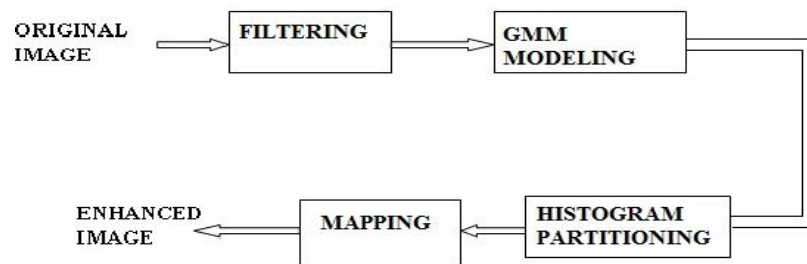 ORIGINAL
IMAGE
FILTERING
GMM
MODELING
HISTOGRAM
PARTITIONING
MAPPING
ENHANCED
IMAGE